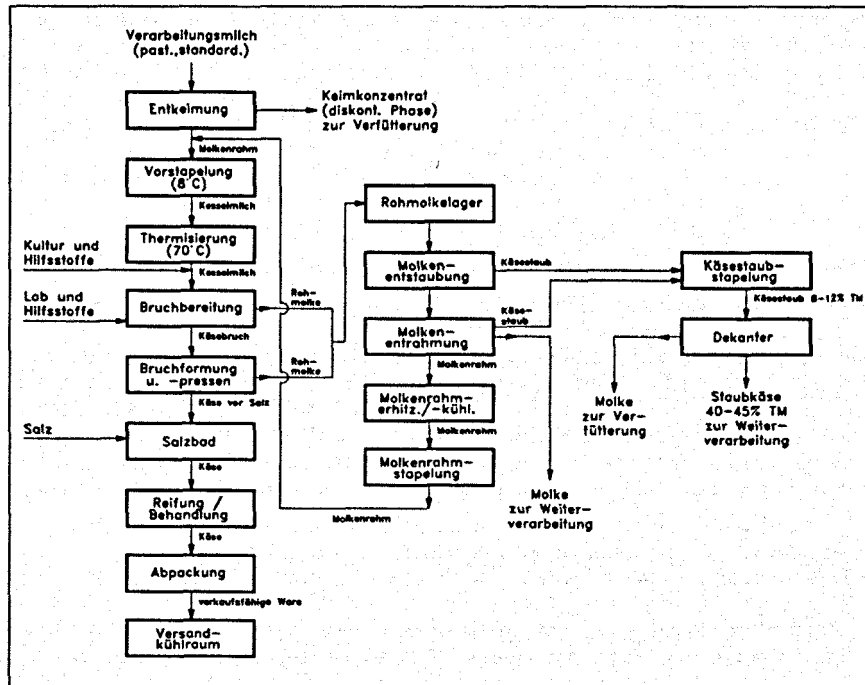 Verarbeitungsmilch
(past.,standard.)
Entkeimung
Keimkonzentrat
(diskont. Phase)
zur Verfütterung
Molkenrahm
Vorstapelung
(8°C)
Kesselmilch
Thermisierung
(70°C)
Kultur und
Hilfsstoffe
Kesselmilch
Lab und
Hilfsstoffe
Bruchbereitung
Roh-
molke
Käsebruch
Bruchformung
u. -pressen
Roh-
molke
Käse vor Salz
Salz
Salzbad
Käse
Reifung /
Behandlung
Käse
Abpackung
verkaufsfähige Ware
Versand-
kühlraum
Rohmolkelager
Molken-
entstaubung
Käsestaub
Molken-
entrahmung
Käse-
staub
Molkenrahm
Molkenrahm-
erhitz./-kühl.
Molkenrahm
Molkenrahm-
stapelung
Molkenrahm
Molke
zur Weiter-
verarbeitung
Käsestaub-
stapelung
Käsestaub 8-12% TM
Dekanter
Molke
zur Ver-
fütterung
Staubkäse
40-45% TM
zur Weiter-
verarbeitung